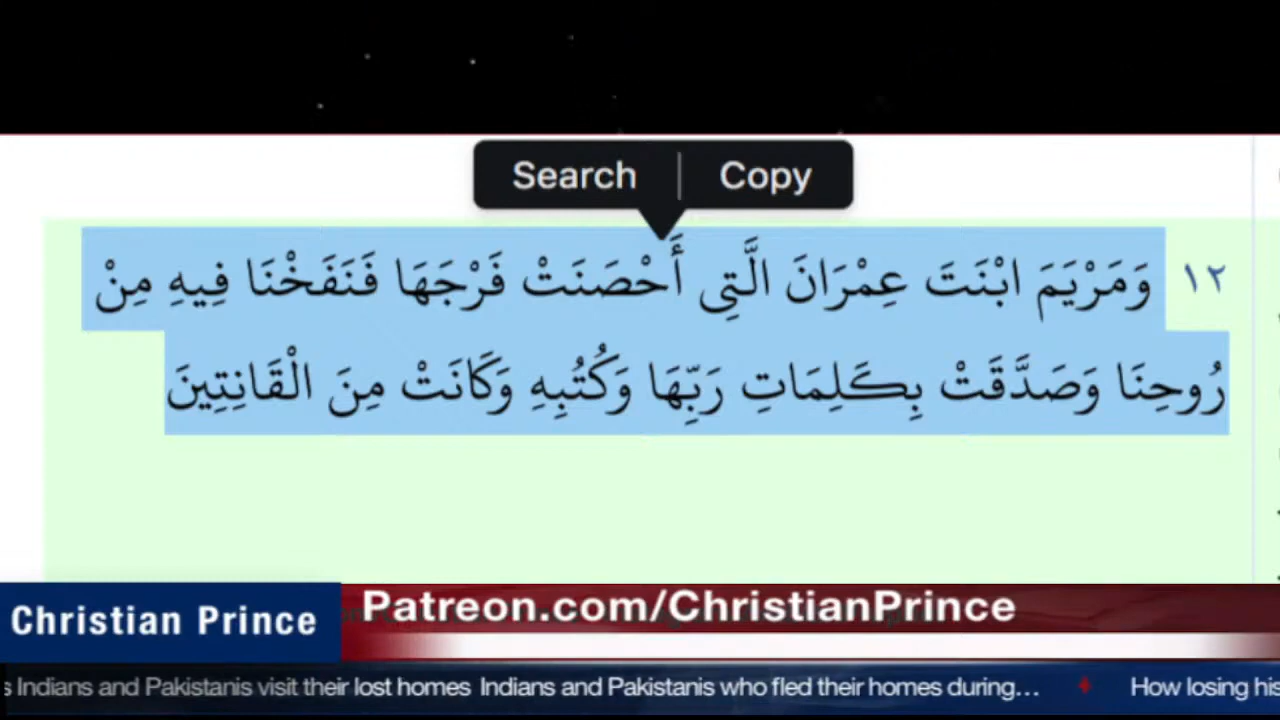 Search | Copy
١٢ وَمَرْيَمَ ابْنَتَ عِمْرَانَ الَّتِي أَحْصَنَتْ فَرْجَهَا فَنَفَخْنَا فِيهِ مِنْ
رُوحِنَا وَصَدَّقَتْ بِكَلِمَاتِ رَبِّهَا وَكُتُبِهِ وَكَانَتْ مِنَ الْقَانِتِينَ
Christian Prince
Patreon.com/ChristianPrince
s Indians and Pakistanis visit their lost homes Indians and Pakistanis who fled their homes during... How losing his